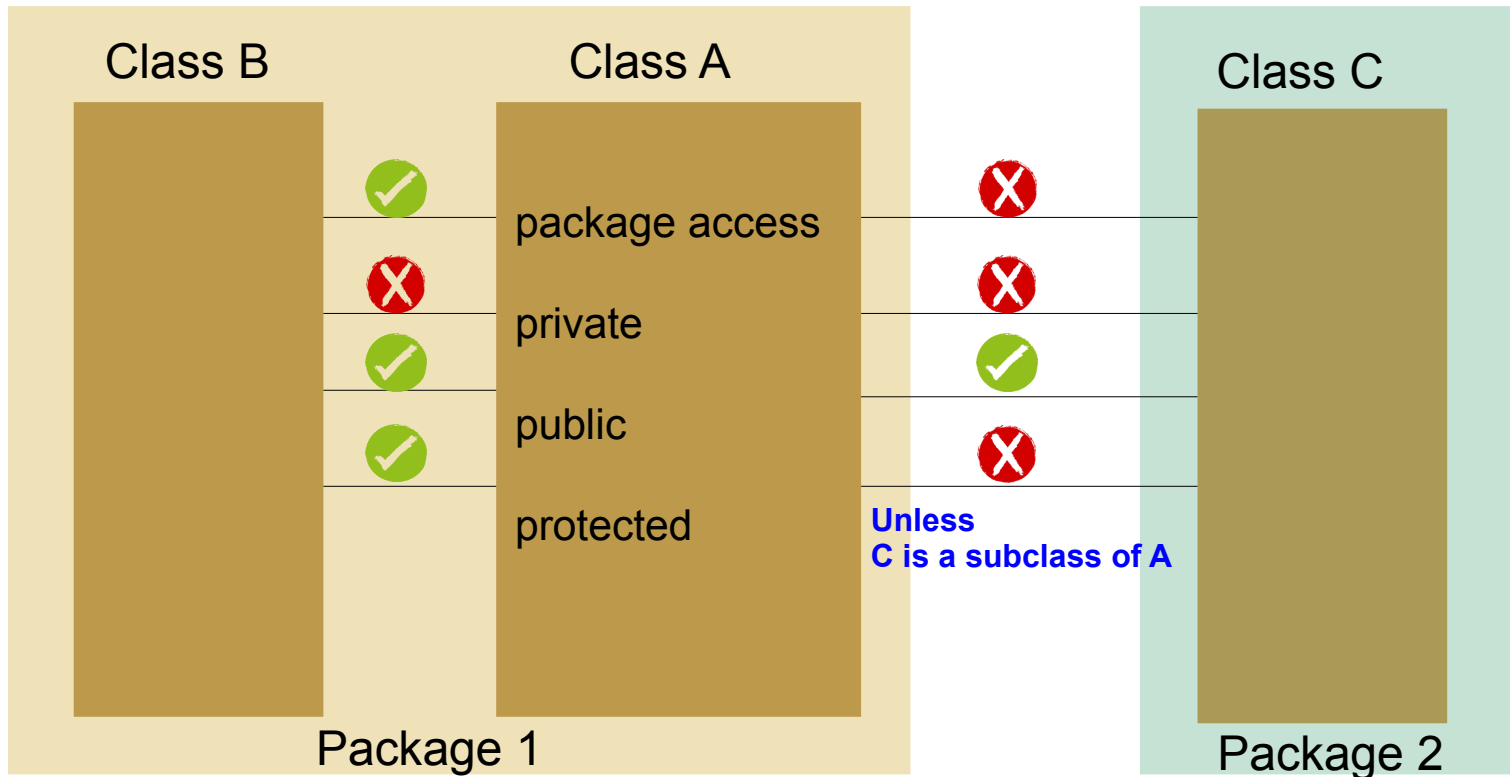 Class B
Class A
Class C
package access
private
public
protected
Unless
C is a subclass of A
Package 1
Package 2